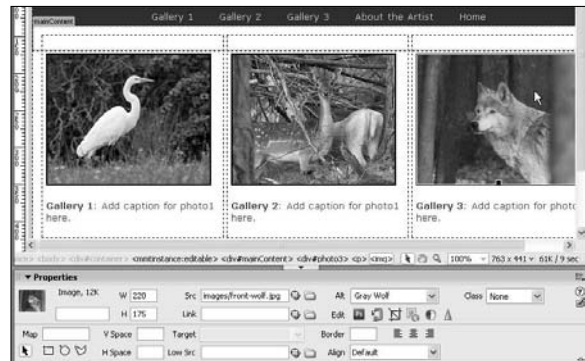 mainContent
Gallery 1 Gallery 2 Gallery 3 About the Artist Home
Gallery 1: Add caption for photo1 here.
Gallery 2: Add caption for photo1 here.
Gallery 3: Add caption for photo1 here.
<body> <div#container> <mmtinstance:editable> <div#mainContent> <div#photo3> <p> <img> 100% 763 x 441 61K / 9 sec
Properties
Image, 12K W 220 Src images/front-wolf.jpg Alt Gray Wolf Class None
H 175 Link Edit
Map V Space Target Border
H Space Low Src Align Default